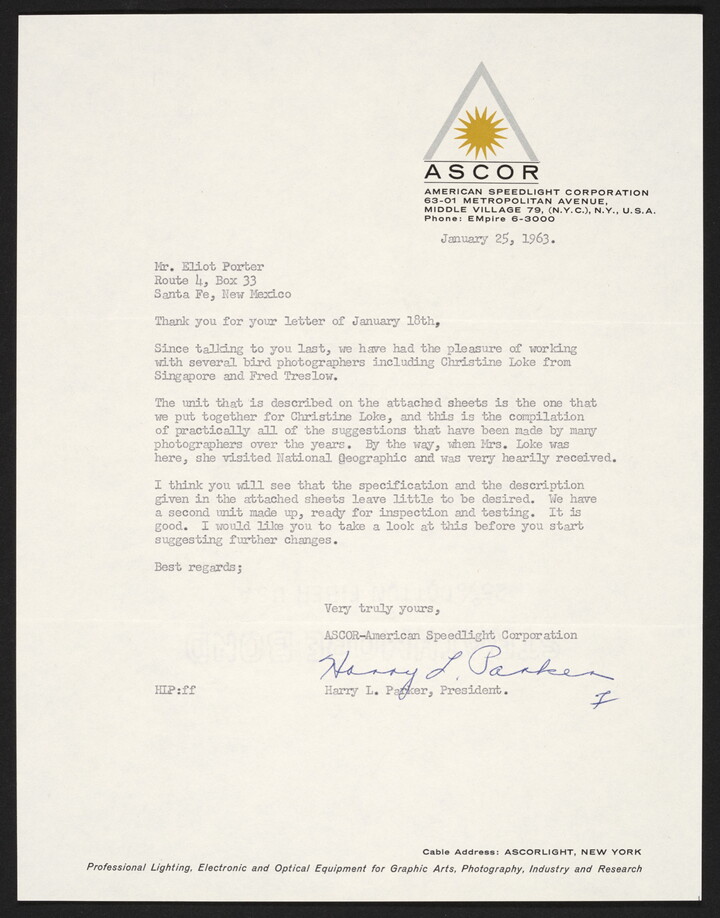 ASCOR
AMERICAN SPEEDLIGHT CORPORATION
63-01 METROPOLITAN AVENUE,
MIDDLE VILLAGE 79, (N.Y.C.), N.Y., U.S.A.
Phone: EMpire 6-3000
January 25, 1963.
Mr. Eliot Porter
Route 4, Box 33
Santa Fe, New Mexico
Thank you for your letter of January 18th,
Since talking to you last, we have had the pleasure of working
with several bird photographers including Christine Loke from
Singapore and Fred Treslow.
The unit that is described on the attached sheets is the one that
we put together for Christine Loke, and this is the compilation
of practically all of the suggestions that have been made by many
photographers over the years.  By the way, when Mrs. Loke was
here, she visited National Geographic and was very hearily received.
I think you will see that the specification and the description
given in the attached sheets leave little to be desired.  We have
a second unit made up, ready for inspection and testing.  It is
good.  I would like you to take a look at this before you start
suggesting further changes.
Best regards;
Very truly yours,
ASCOR-American Speedlight Corporation
Harry L. Parker
HIP:ff Harry L. Parker, President.
Cable Address: ASCORLIGHT, NEW YORK
Professional Lighting, Electronic and Optical Equipment for Graphic Arts, Photography, Industry and Research